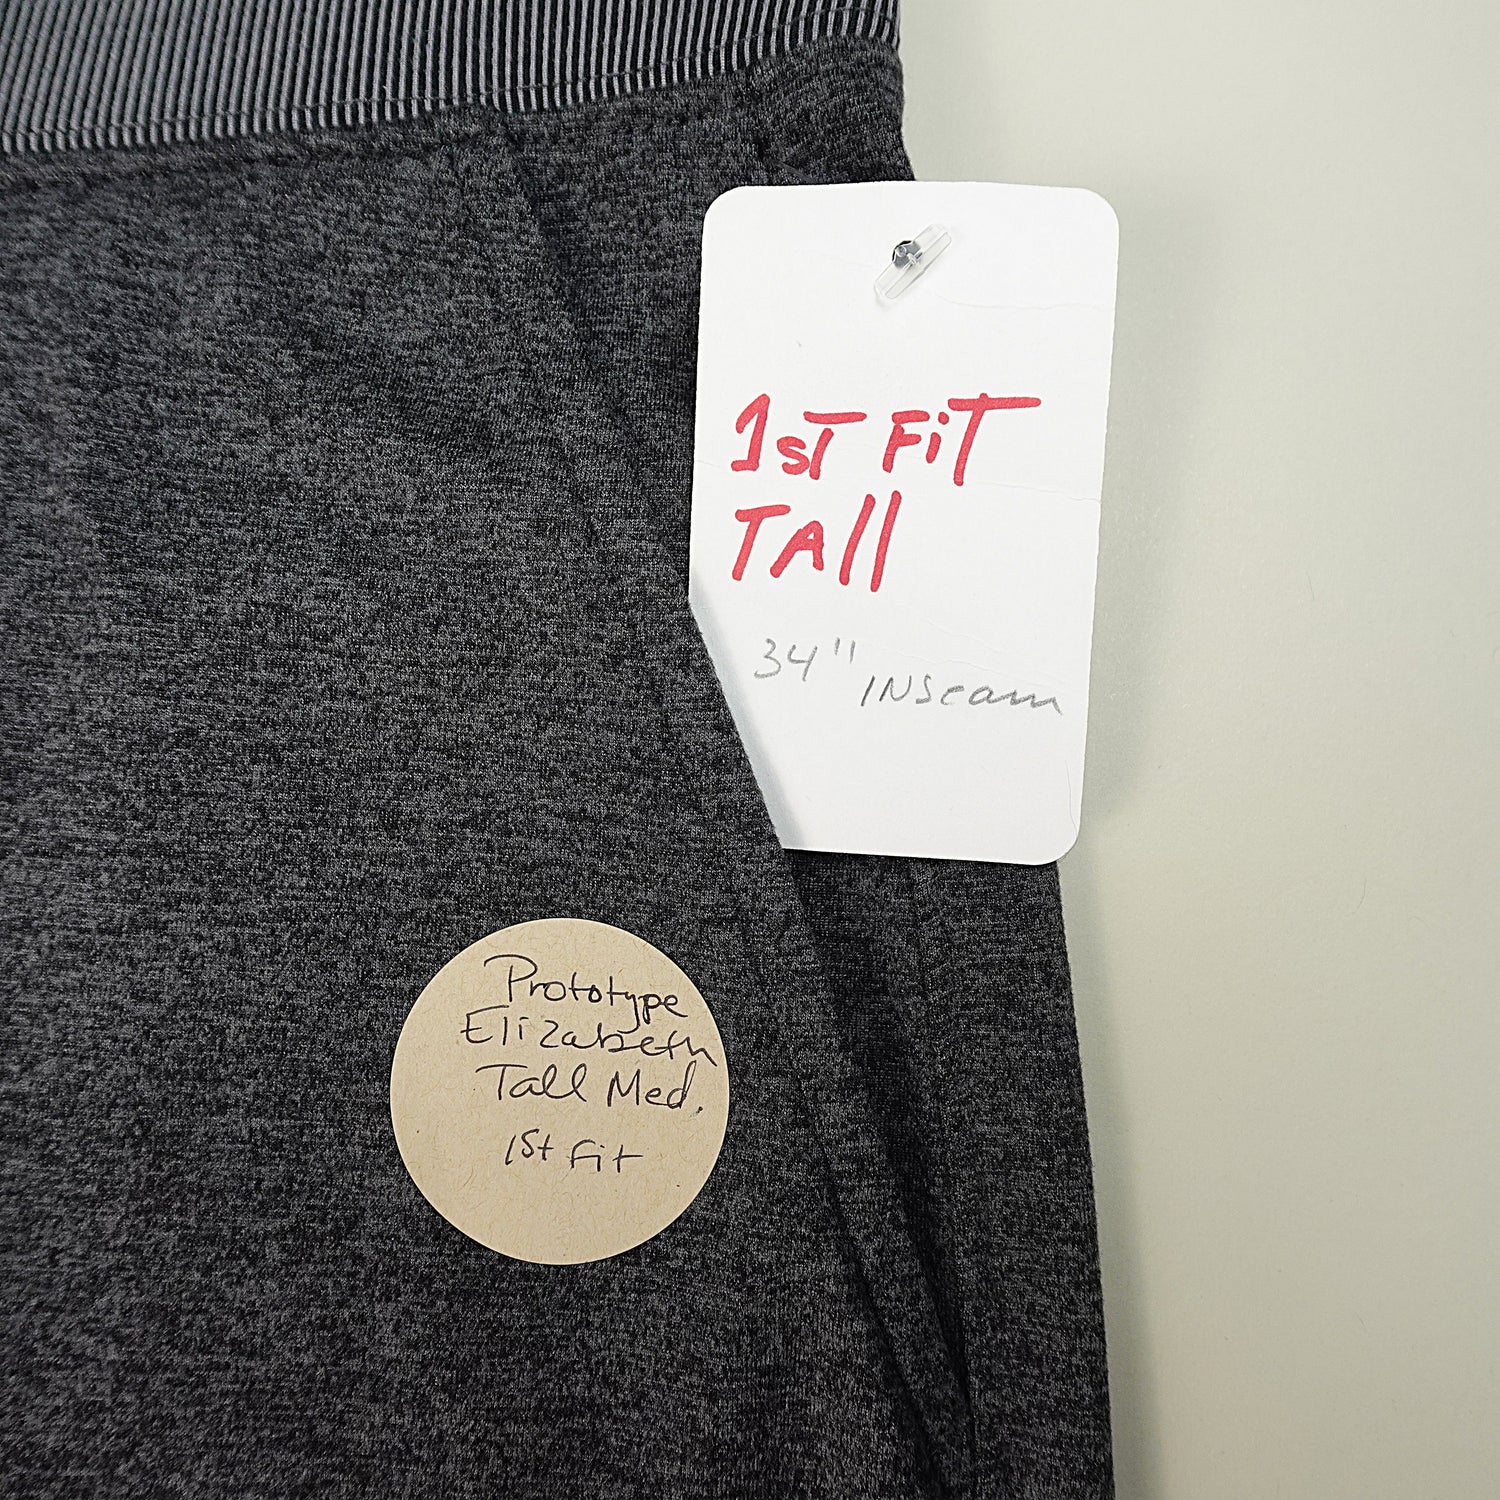 1st Fit
Tall
34" Inseam
Prototype
Elizabeth
Tall Med.
1st Fit